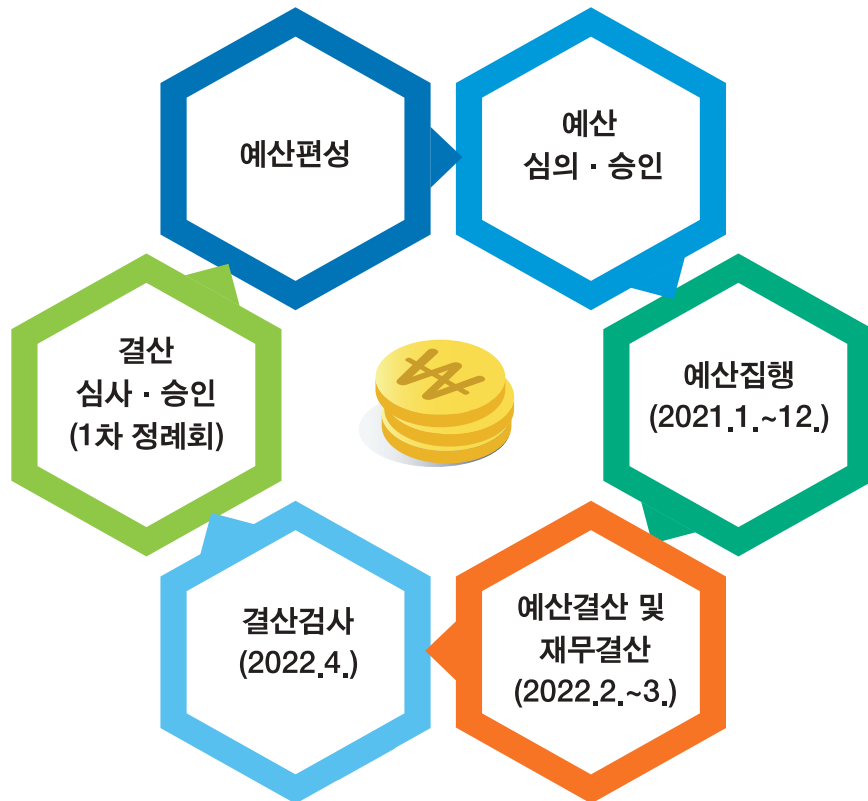 예산편성
예산
심의 · 승인
예산집행
(2021.1.~12.)
예산결산 및
재무결산
(2022.2.~3.)
결산검사
(2022.4.)
결산
심사 · 승인
(1차 정례회)